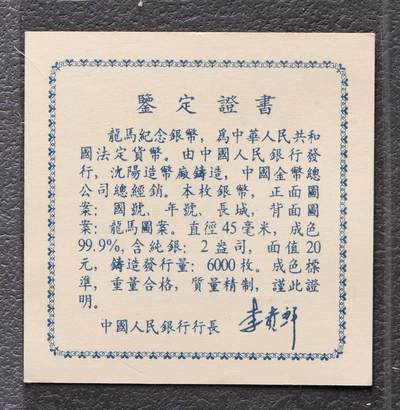 鑒定證書
龍馬紀念銀幣，爲中華人民共和
國法定貨幣。由中國人民銀行發
行，沈陽造幣廠鑄造，中國金幣總
公司總經銷。本枚銀幣，正面圖
案：國號、年號、長城，背面圖
案：龍馬圖案。直徑45毫米，成色
99.9%，含純銀：2盎司，面值20
元，鑄造發行量：6000枚。成色標
準，重量合格，質量精制，謹此證
明。
中國人民銀行行長 李貴鮮